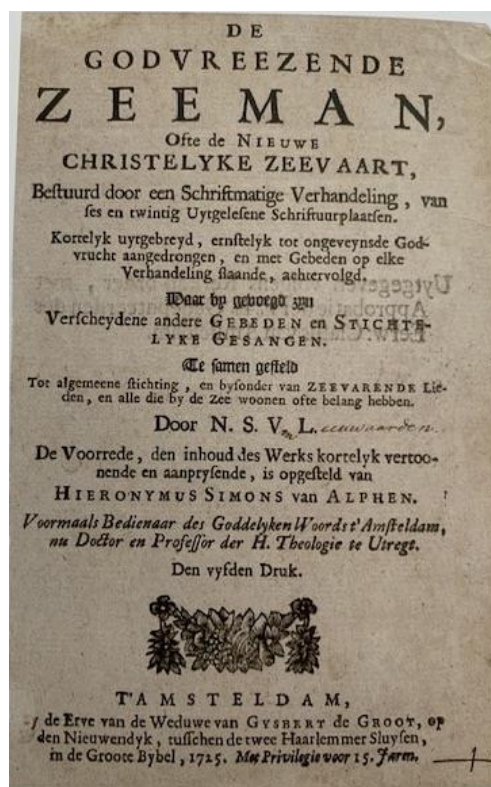 DE
GODVREEZENDE
ZEEMAN,
Ofte de NIEUWE
CHRISTELYKE ZEEVAART,
Bestuurd door een Schriftmatige Verhandeling, van
ses en twintig Uytgelesene Schriftuurplaatsen.
Kortelyk uytgebreyd, ernstelyk tot ongeveynsde God-
vrucht aangedrongen, en met Gebeden op elke
Verhandeling slaande, achtervolgd.
Waar by gevoegd zyn
Verscheydene andere GEBEDEN en STICHTE-
LYKE GESANGEN.
Te samen gesteld
Tot algemeene stichting, en bysonder van ZEEVARENDE Lie-
den, en alle die by de Zee woonen ofte belang hebben.
Door N. S. V. L. eeuwaarden
De Voorrede, den inhoud des Werks kortelyk vertoo-
nende en aanprysende, is opgesteld van
HIERONYMUS SIMONS van ALPHEN.
Voormaals Bedienaar des Goddelyken Woords t'Amsteldam,
nu Doctor en Professor der H. Theologie te Utregt.
Den vyfden Druk.
T'AMSTELDAM,
de Erve van de Weduwe van GYSBERT de GROOT, op
den Nieuwendyk, tusschen de twee Haarlemmer Sluysen,
in de Groote Bybel, 1725. Met Privilegie voor 15. Jaren.